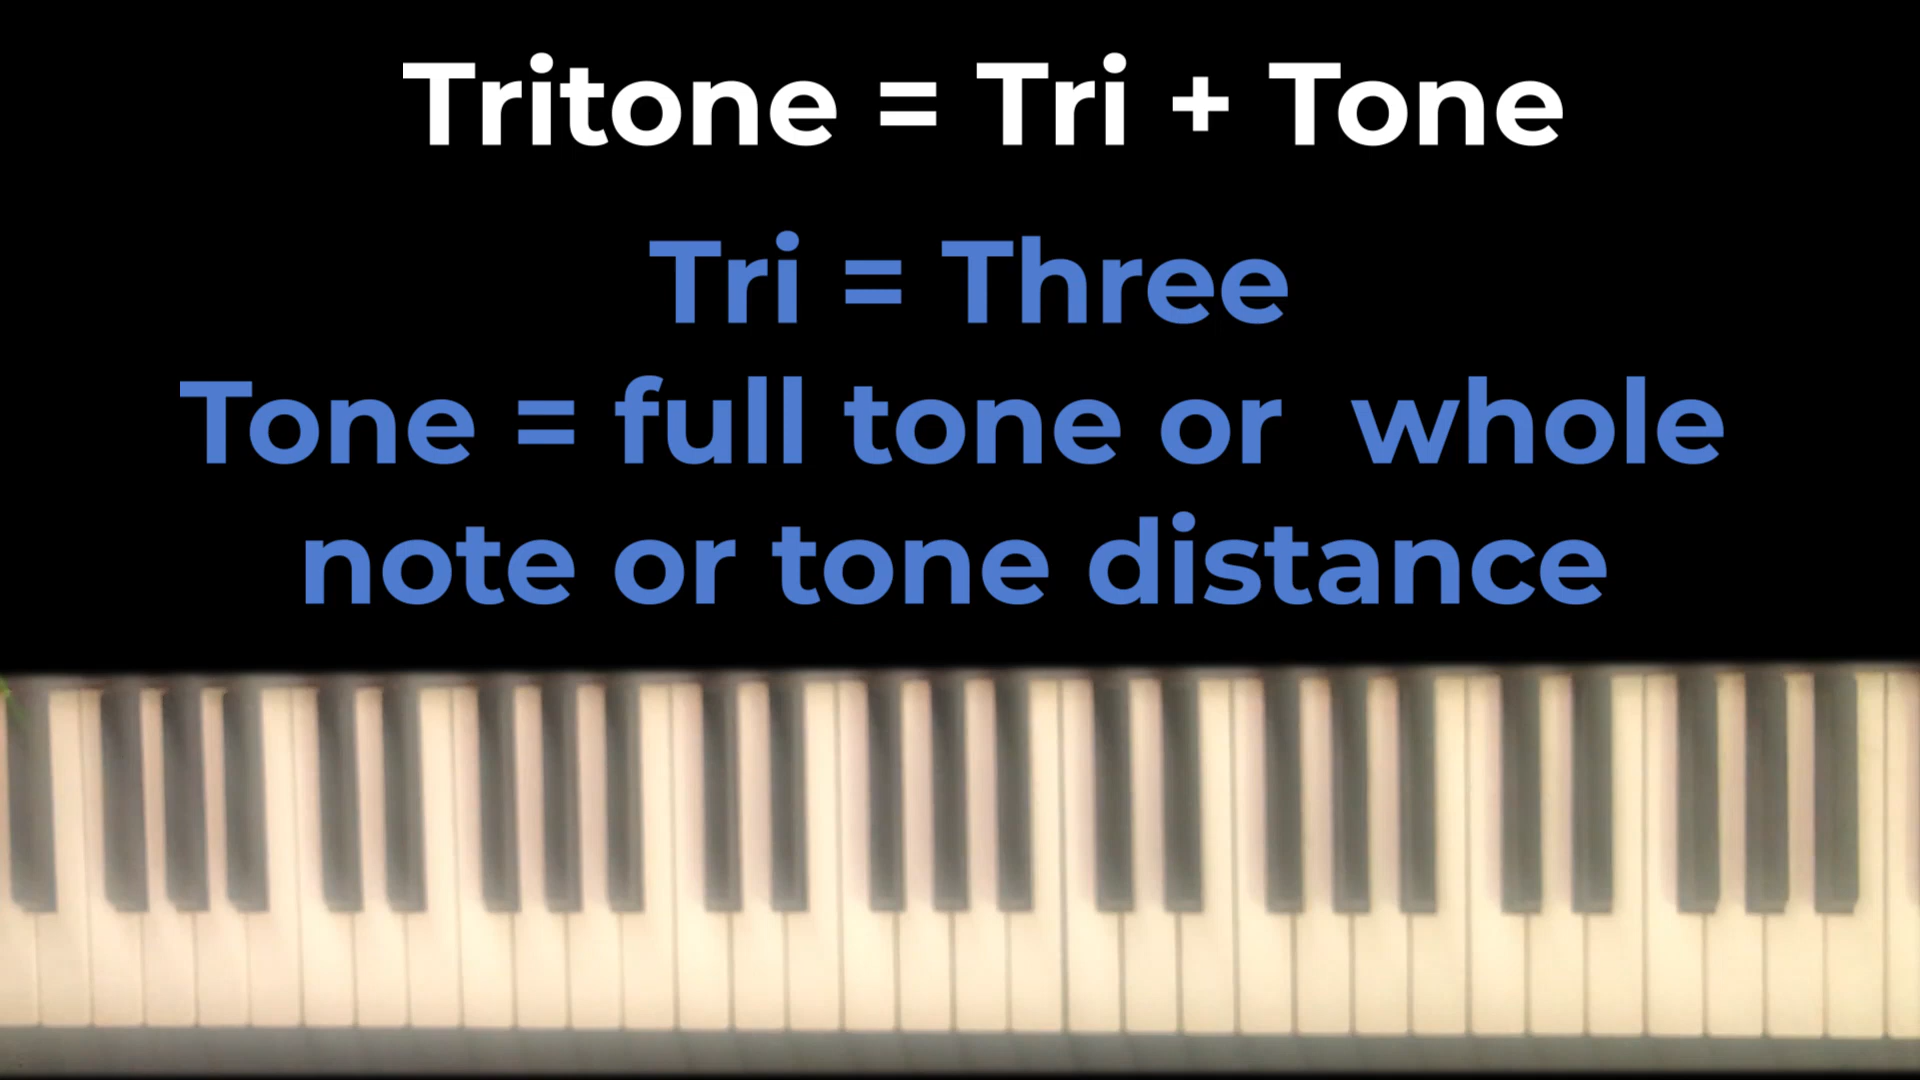 Tritone = Tri + Tone
Tri = Three
Tone = full tone or  whole
note or tone distance